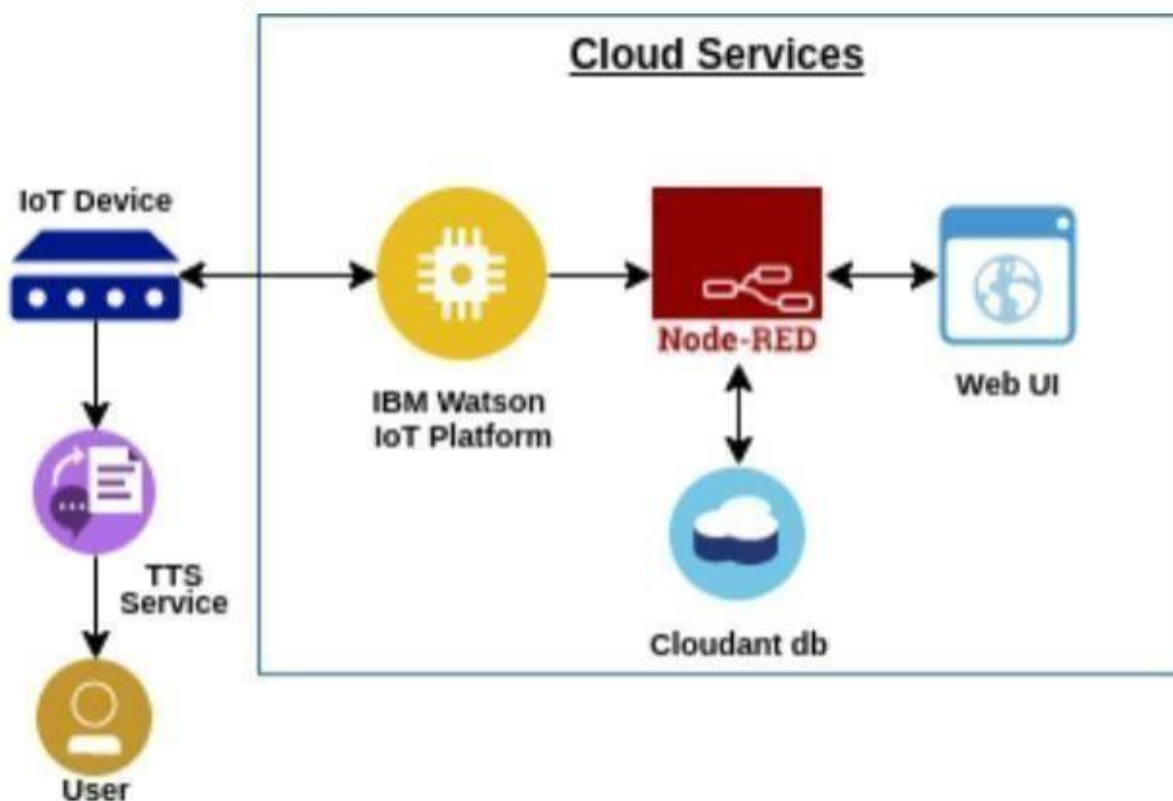 Cloud Services
IoT Device
Node-RED
Web UI
IBM Watson
IoT Platform
TTS
Service
Cloudant db
User